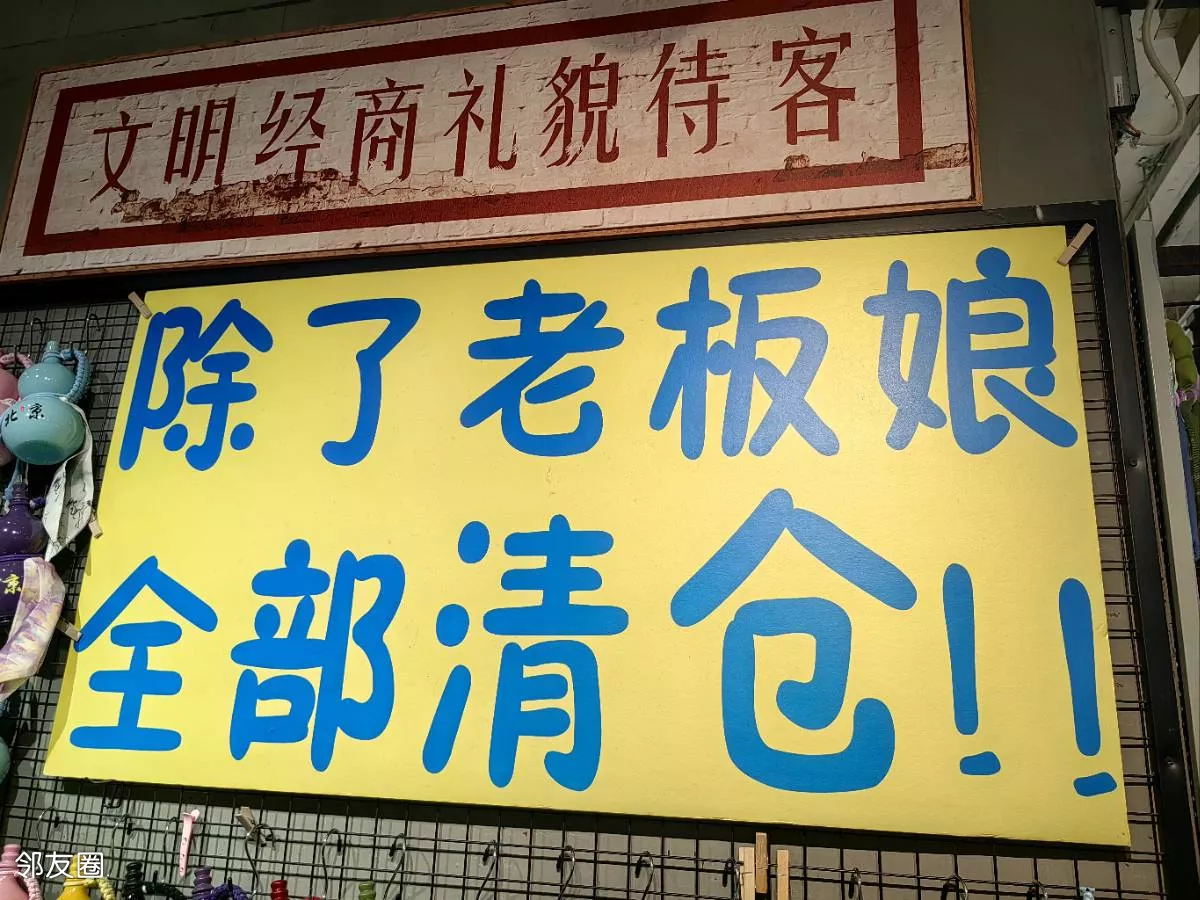 文明经商礼貌待客
除了老板娘
全部清仓!!
北京
京
邻友圈